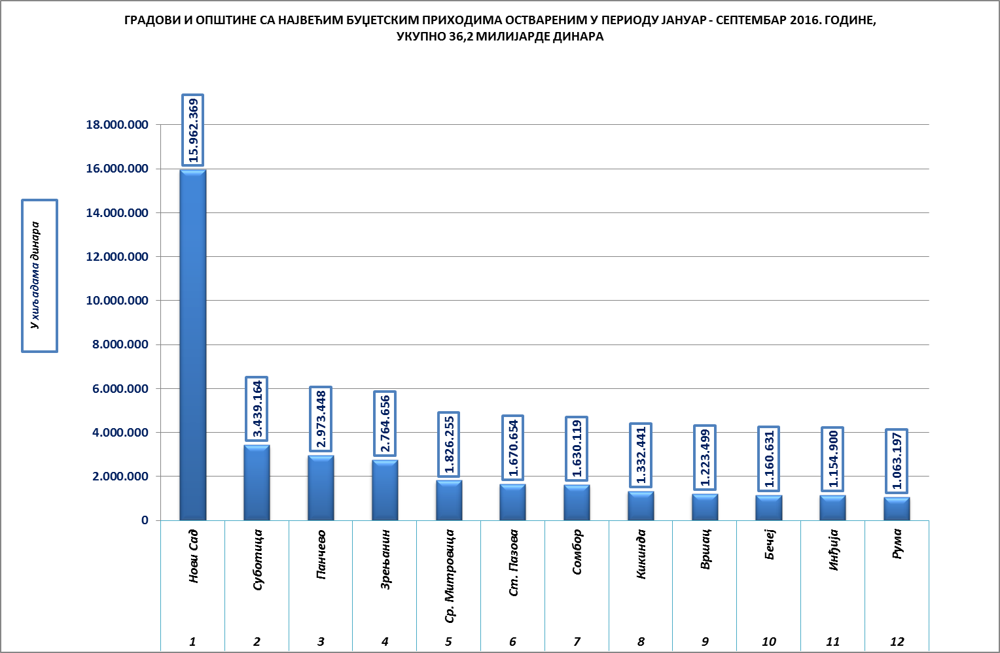 ГРАДОВИ И ОПШТИНЕ СА НАЈВЕЋИМ БУЏЕТСКИМ ПРИХОДИМА ОСТВАРЕНИМ У ПЕРИОДУ ЈАНУАР - СЕПТЕМБАР 2016. ГОДИНЕ,
УКУПНО 36,2 МИЛИЈАРДЕ ДИНАРА
У хиљадама динара
18.000.000
16.000.000
14.000.000
12.000.000
10.000.000
8.000.000
6.000.000
4.000.000
2.000.000
0
15.962.369
3.439.164
2.973.448
2.764.656
1.826.255
1.670.654
1.630.119
1.332.441
1.223.499
1.160.631
1.154.900
1.063.197
Нови Сад
Суботица
Панчево
Зрењанин
Ср. Митровица
Ст. Пазова
Сомбор
Кикинда
Вршац
Бечеј
Инђија
Рума
1 2 3 4 5 6 7 8 9 10 11 12